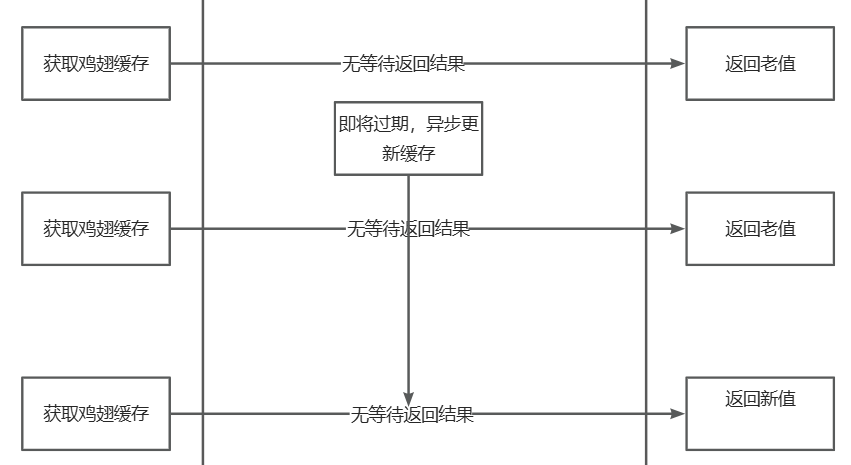 获取鸡翅缓存
无等待返回结果
返回老值
即将过期，异步更
新缓存
获取鸡翅缓存
无等待返回结果
返回老值
获取鸡翅缓存
无等待返回结果
返回新值